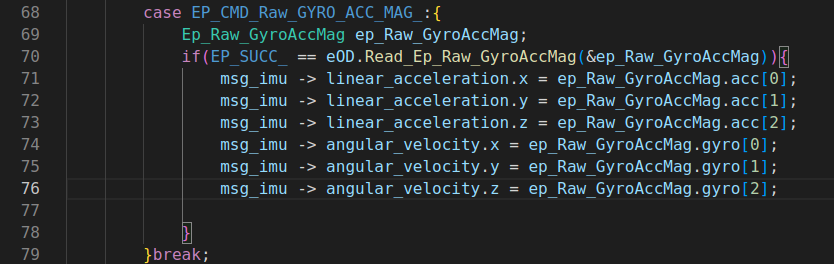 68 case EP_CMD_Raw_GYRO_ACC_MAG_:{
69 Ep_Raw_GyroAccMag ep_Raw_GyroAccMag;
70 if(EP_SUCC_ == eOD.Read_Ep_Raw_GyroAccMag(&ep_Raw_GyroAccMag)){
71 msg_imu -> linear_acceleration.x = ep_Raw_GyroAccMag.acc[0];
72 msg_imu -> linear_acceleration.y = ep_Raw_GyroAccMag.acc[1];
73 msg_imu -> linear_acceleration.z = ep_Raw_GyroAccMag.acc[2];
74 msg_imu -> angular_velocity.x = ep_Raw_GyroAccMag.gyro[0];
75 msg_imu -> angular_velocity.y = ep_Raw_GyroAccMag.gyro[1];
76 msg_imu -> angular_velocity.z = ep_Raw_GyroAccMag.gyro[2];
77
78 }
79 }break;